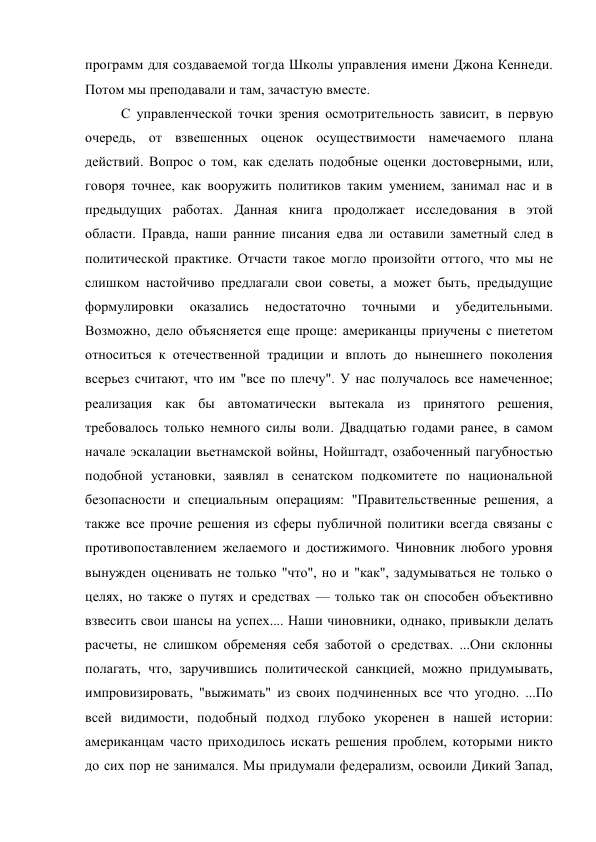 программ для создаваемой тогда Школы управления имени Джона Кеннеди.
Потом мы преподавали и там, зачастую вместе.
С управленческой точки зрения осмотрительность зависит, в первую
очередь, от взвешенных оценок осуществимости намечаемого плана
действий. Вопрос о том, как сделать подобные оценки достоверными, или,
говоря точнее, как вооружить политиков таким умением, занимал нас и в
предыдущих работах. Данная книга продолжает исследования в этой
области. Правда, наши ранние писания едва ли оставили заметный след в
политической практике. Отчасти такое могло произойти оттого, что мы не
слишком настойчиво предлагали свои советы, а может быть, предыдущие
формулировки оказались недостаточно точными и убедительными.
Возможно, дело объясняется еще проще: американцы приучены с пиететом
относиться к отечественной традиции и вплоть до нынешнего поколения
всерьез считают, что им "все по плечу". У нас получалось все намеченное;
реализация как бы автоматически вытекала из принятого решения,
требовалось только немного силы воли. Двадцатью годами ранее, в самом
начале эскалации вьетнамской войны, Нойштадт, озабоченный пагубностью
подобной установки, заявлял в сенатском подкомитете по национальной
безопасности и специальным операциям: "Правительственные решения, а
также все прочие решения из сферы публичной политики всегда связаны с
противопоставлением желаемого и достижимого. Чиновник любого уровня
вынужден оценивать не только "что", но и "как", задумываться не только о
целях, но также о путях и средствах — только так он способен объективно
взвесить свои шансы на успех.... Наши чиновники, однако, привыкли делать
расчеты, не слишком обременяя себя заботой о средствах. ...Они склонны
полагать, что, заручившись политической санкцией, можно придумывать,
импровизировать, "выжимать" из своих подчиненных все что угодно. ...По
всей видимости, подобный подход глубоко укоренен в нашей истории:
американцам часто приходилось искать решения проблем, которыми никто
до сих пор не занимался. Мы придумали федерализм, освоили Дикий Запад,